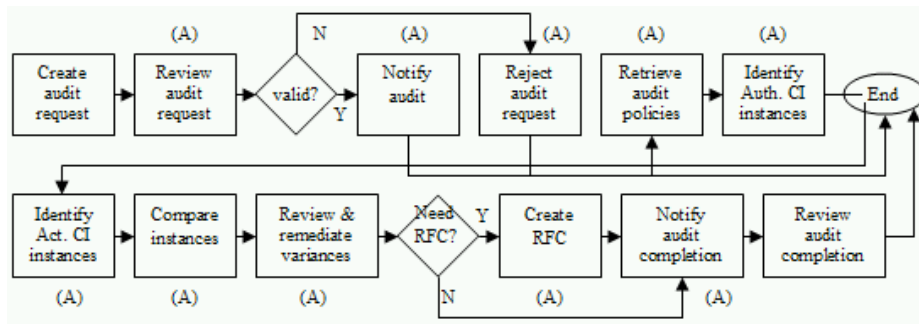 (A)
N
(A)
(A)
(A)
(A)
Create
audit
request
Review
audit
request
valid?
Y
Notify
audit
Reject
audit
request
Retrieve
audit
policies
Identify
Auth. CI
instances
End
Identify
Act. CI
instances
Compare
instances
Review &
remediate
variances
Need
RFC?
Y
Create
RFC
Notify
audit
completion
Review
audit
completion
(A)
(A)
(A)
N
(A)
(A)